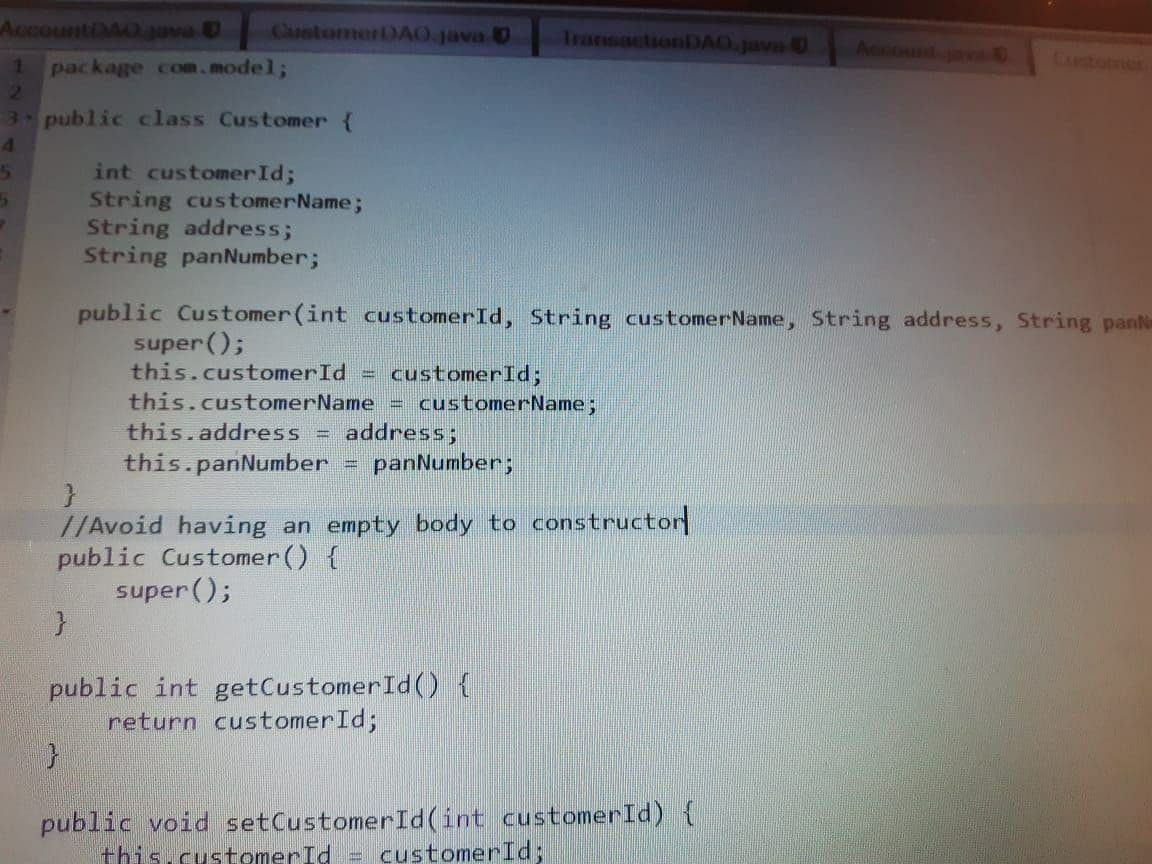 AccountDAO.java CustomerDAO.java TransactionDAO.java Account.java Customer
1 package com.model;
2
3 public class Customer {
4
5 int customerId;
String customerName;
String address;
String panNumber;
public Customer(int customerId, String customerName, String address, String panN
super();
this.customerId = customerId;
this.customerName = customerName;
this.address = address;
this.panNumber = panNumber;
}
//Avoid having an empty body to constructor
public Customer() {
super();
}
public int getCustomerId() {
return customerId;
}
public void setCustomerId(int customerId) {
this.customerId = customerId;